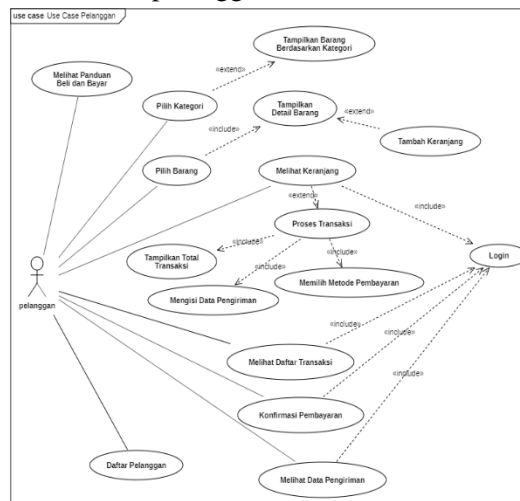 use case Use Case Pelanggan
Tampilkan Barang
Berdasarkan Kategori
Melihat Panduan
Beli dan Bayar
«extend»
Pilih Kategori
Tampilkan
Detail Barang
«extend»
«include»
Tambah Keranjang
Pilih Barang
Melihat Keranjang
«extend»
«include»
Proses Transaksi
«include»
Tampilkan Total
Transaksi
«include»
Login
«include»
Memilih Metode Pembayaran
Mengisi Data Pengiriman
pelanggan
«include»
Melihat Daftar Transaksi
«include»
«include»
Konfirmasi Pembayaran
Daftar Pelanggan
Melihat Data Pengiriman